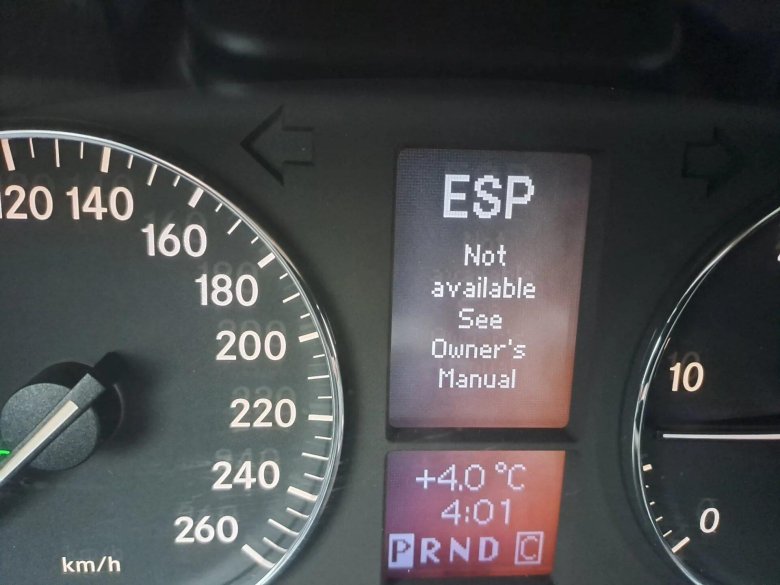 120
140
160
180
200
220
240
260
km/h
ESP
Not
available
See
Owner's
Manual
+4.0 °C
4:01
P R N D C
10
0